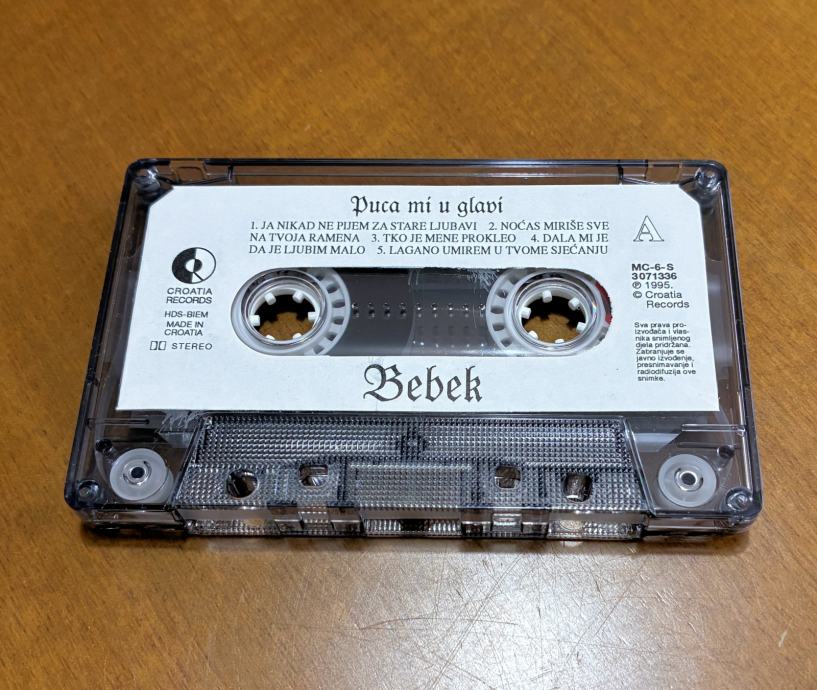 Puca mi u glavi
1. JA NIKAD NE PIJEM ZA STARE LJUBAVI 2. NOĆAS MIRIŠE SVE
NA TVOJA RAMENA 3. TKO JE MENE PROKLEO 4. DALA MI JE
DA JE LJUBIM MALO 5. LAGANO UMIREM U TVOME SJEĆANJU
A
CROATIA
RECORDS
HDS-BIEM
MADE IN
CROATIA
STEREO
MC-6-S
3071336
℗ 1995.
© Croatia
Records
Sva prava pro-
izvođača i vlas-
nika snimljenog
djela pridržana.
Zabranjuje se
javno izvođenje,
presnimavanje i
radiodifuzija ove
snimke.
Bebek